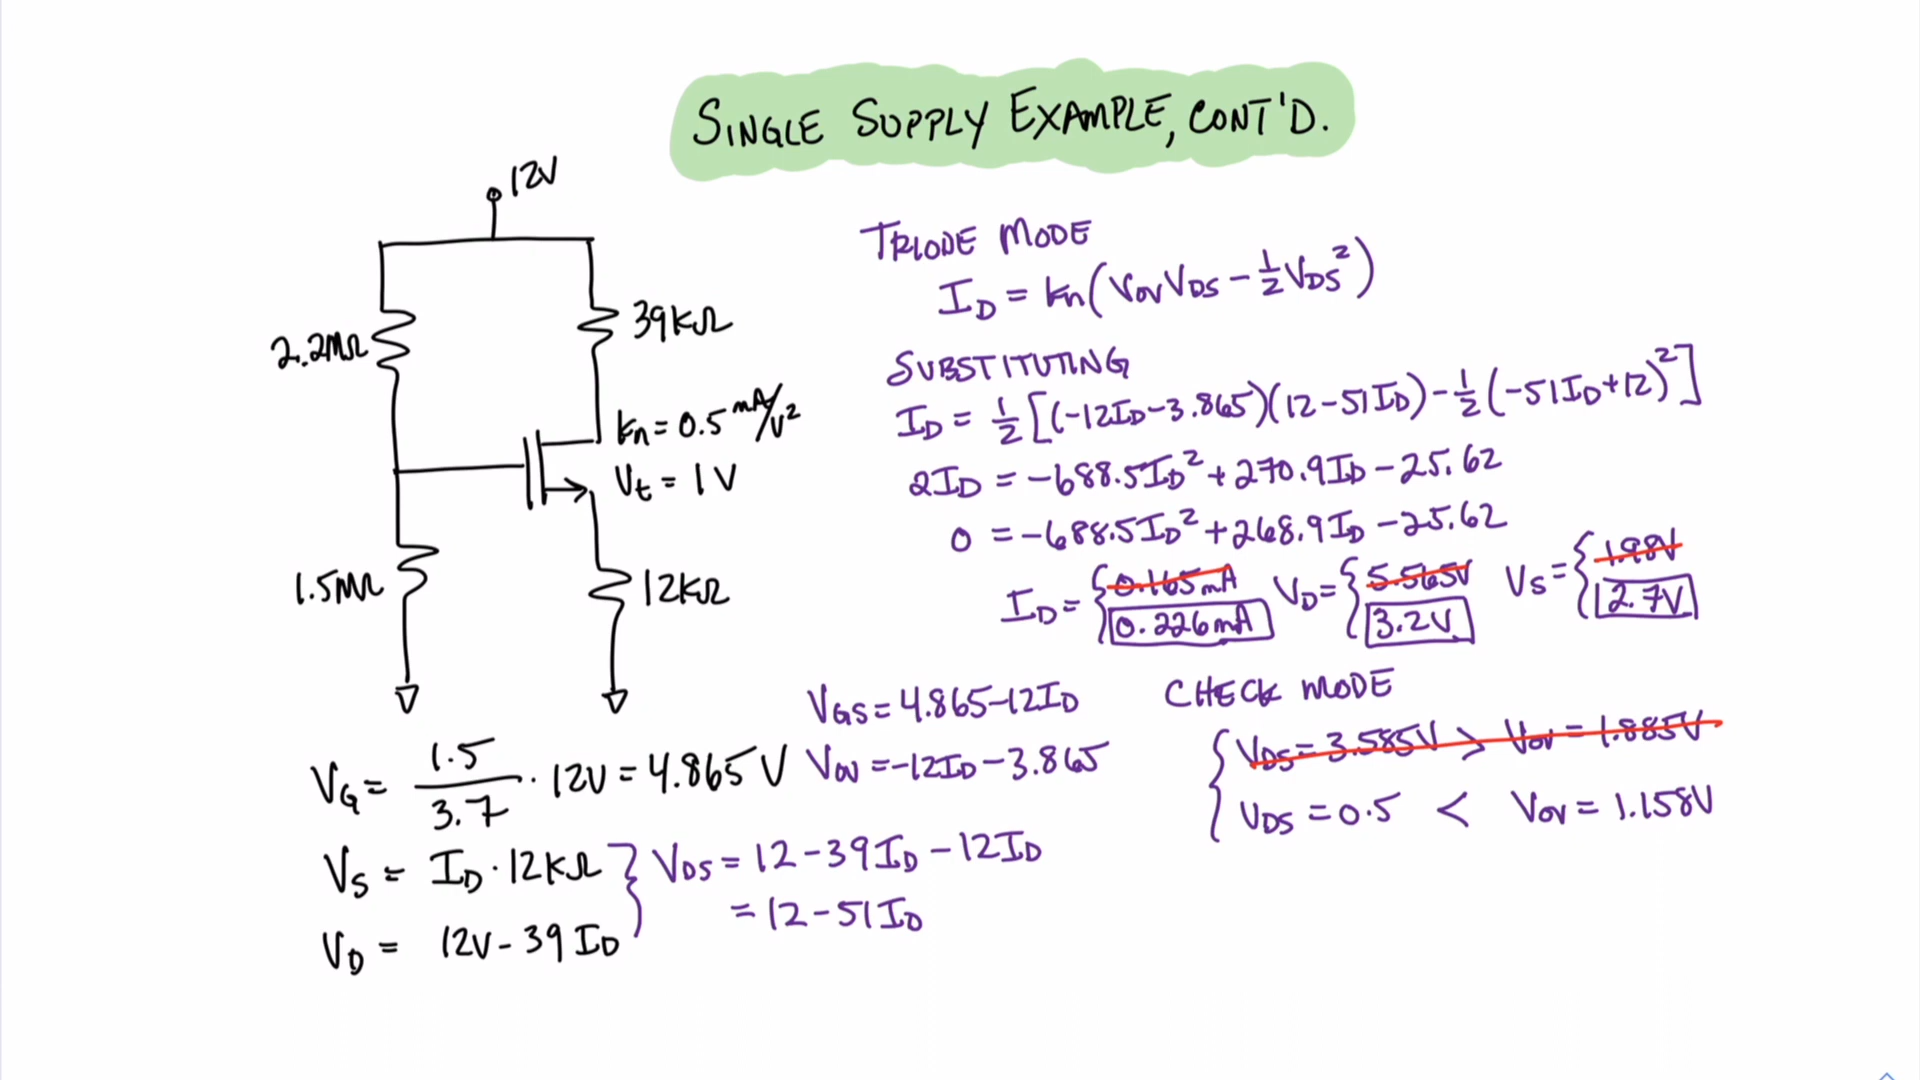 SINGLE SUPPLY EXAMPLE, CONT'D.
12V
2.2MΩ
39kΩ
kn = 0.5 mA/V²
Vt = 1V
1.5MΩ
12kΩ
VG = 1.5/3.7 · 12V = 4.865 V
VS = ID · 12kΩ
VD = 12V - 39 ID
VDS = 12 - 39ID - 12ID
= 12 - 51ID
VGS = 4.865 - 12ID
VOV = -12ID - 3.865
TRIODE MODE
ID = kn(VOVVDS - 1/2 VDS²)
SUBSTITUTING
ID = 1/2 [(-12ID - 3.865)(12 - 51ID) - 1/2 (-51ID + 12)²]
2ID = -688.5ID² + 270.9ID - 25.62
0 = -688.5ID² + 268.9ID - 25.62
ID = { 0.165mA
0.226mA
VD = { 5.565V
3.2V
VS = { 1.98V
2.7V
CHECK MODE
VDS = 3.585V > VOV = 1.885V
VDS = 0.5 < VOV = 1.158V